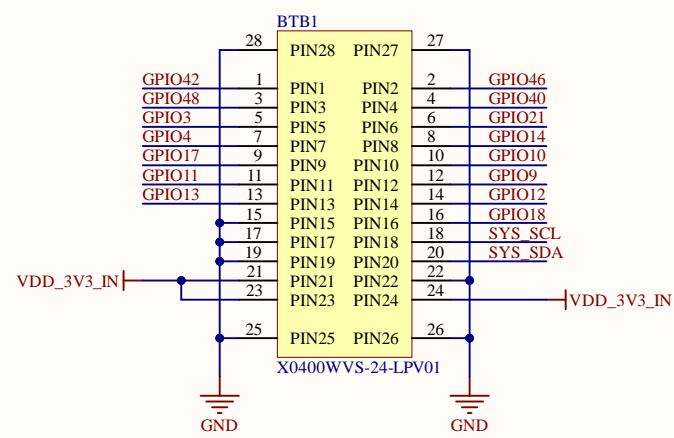 BTB1
28 PIN28 PIN27 27
GPIO42 1 PIN1 PIN2 2 GPIO46
GPIO48 3 PIN3 PIN4 4 GPIO40
GPIO3 5 PIN5 PIN6 6 GPIO21
GPIO4 7 PIN7 PIN8 8 GPIO14
GPIO17 9 PIN9 PIN10 10 GPIO10
GPIO11 11 PIN11 PIN12 12 GPIO9
GPIO13 13 PIN13 PIN14 14 GPIO12
15 PIN15 PIN16 16 GPIO18
17 PIN17 PIN18 18 SYS_SCL
19 PIN19 PIN20 20 SYS_SDA
VDD_3V3_IN 21 PIN21 PIN22 22
23 PIN23 PIN24 24 VDD_3V3_IN
25 PIN25 PIN26 26
X0400WVS-24-LPV01
GND GND